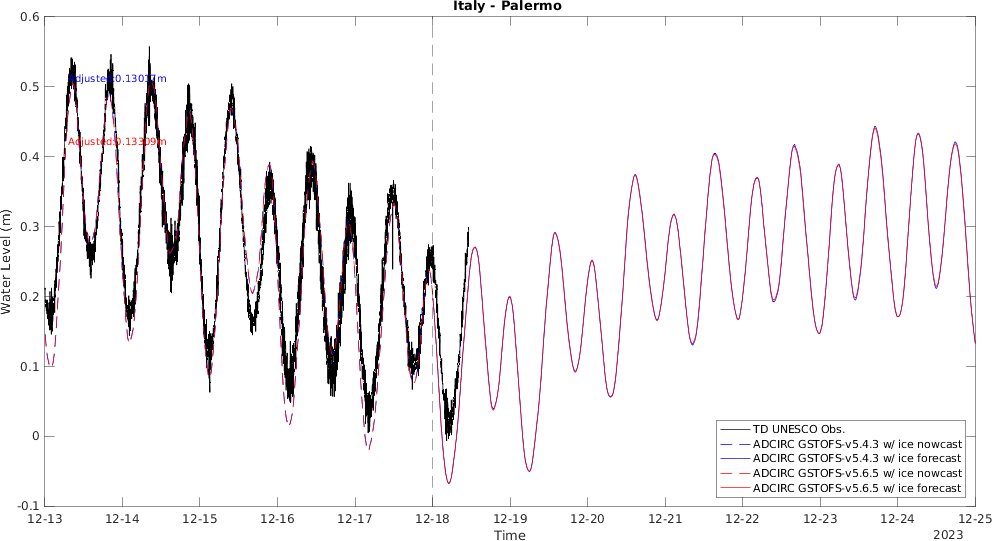 Italy - Palermo
0.6
0.5
0.4
0.3
0.2
0.1
0
-0.1
Water Level (m)
Adjusted:0.13309m
TD UNESCO Obs.
ADCIRC GSTOFS-v5.4.3 w/ ice nowcast
ADCIRC GSTOFS-v5.4.3 w/ ice forecast
ADCIRC GSTOFS-v5.6.5 w/ ice nowcast
ADCIRC GSTOFS-v5.6.5 w/ ice forecast
12-13 12-14 12-15 12-16 12-17 12-18 12-19 12-20 12-21 12-22 12-23 12-24 12-25
Time
2023